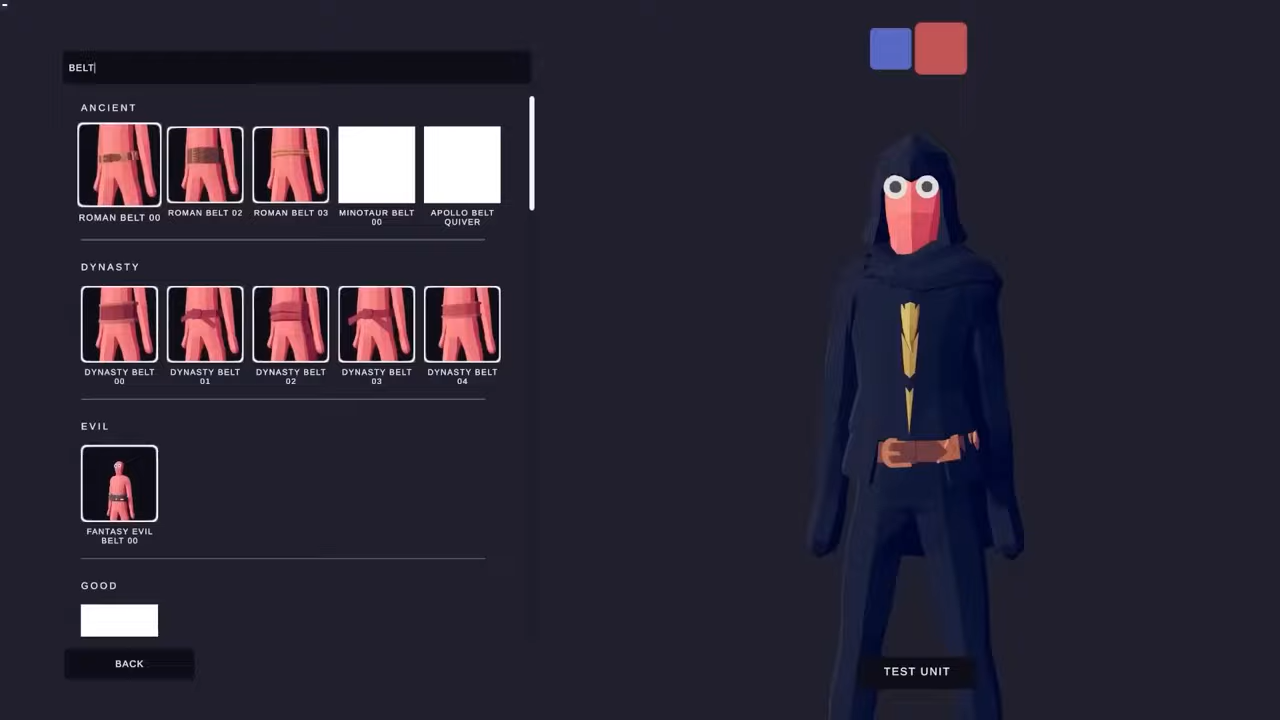 BELT
ANCIENT
ROMAN BELT 00
ROMAN BELT 02
ROMAN BELT 03
MINOTAUR BELT
00
APOLLO BELT
QUIVER
DYNASTY
DYNASTY BELT
00
DYNASTY BELT
01
DYNASTY BELT
02
DYNASTY BELT
03
DYNASTY BELT
04
EVIL
FANTASY EVIL
BELT 00
GOOD
BACK
TEST UNIT